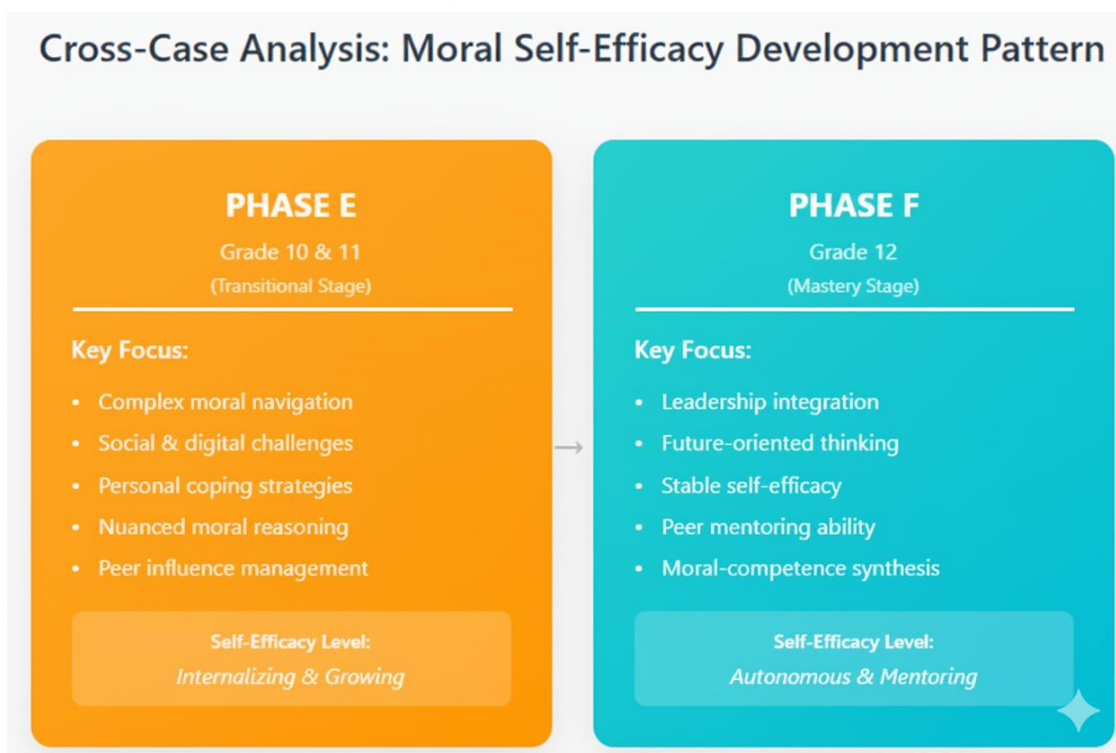 Cross-Case Analysis: Moral Self-Efficacy Development Pattern
PHASE E
Grade 10 & 11
(Transitional Stage)
Key Focus:
• Complex moral navigation
• Social & digital challenges
• Personal coping strategies
• Nuanced moral reasoning
• Peer influence management
Self-Efficacy Level:
Internalizing & Growing
→
PHASE F
Grade 12
(Mastery Stage)
Key Focus:
• Leadership integration
• Future-oriented thinking
• Stable self-efficacy
• Peer mentoring ability
• Moral-competence synthesis
Self-Efficacy Level:
Autonomous & Mentoring